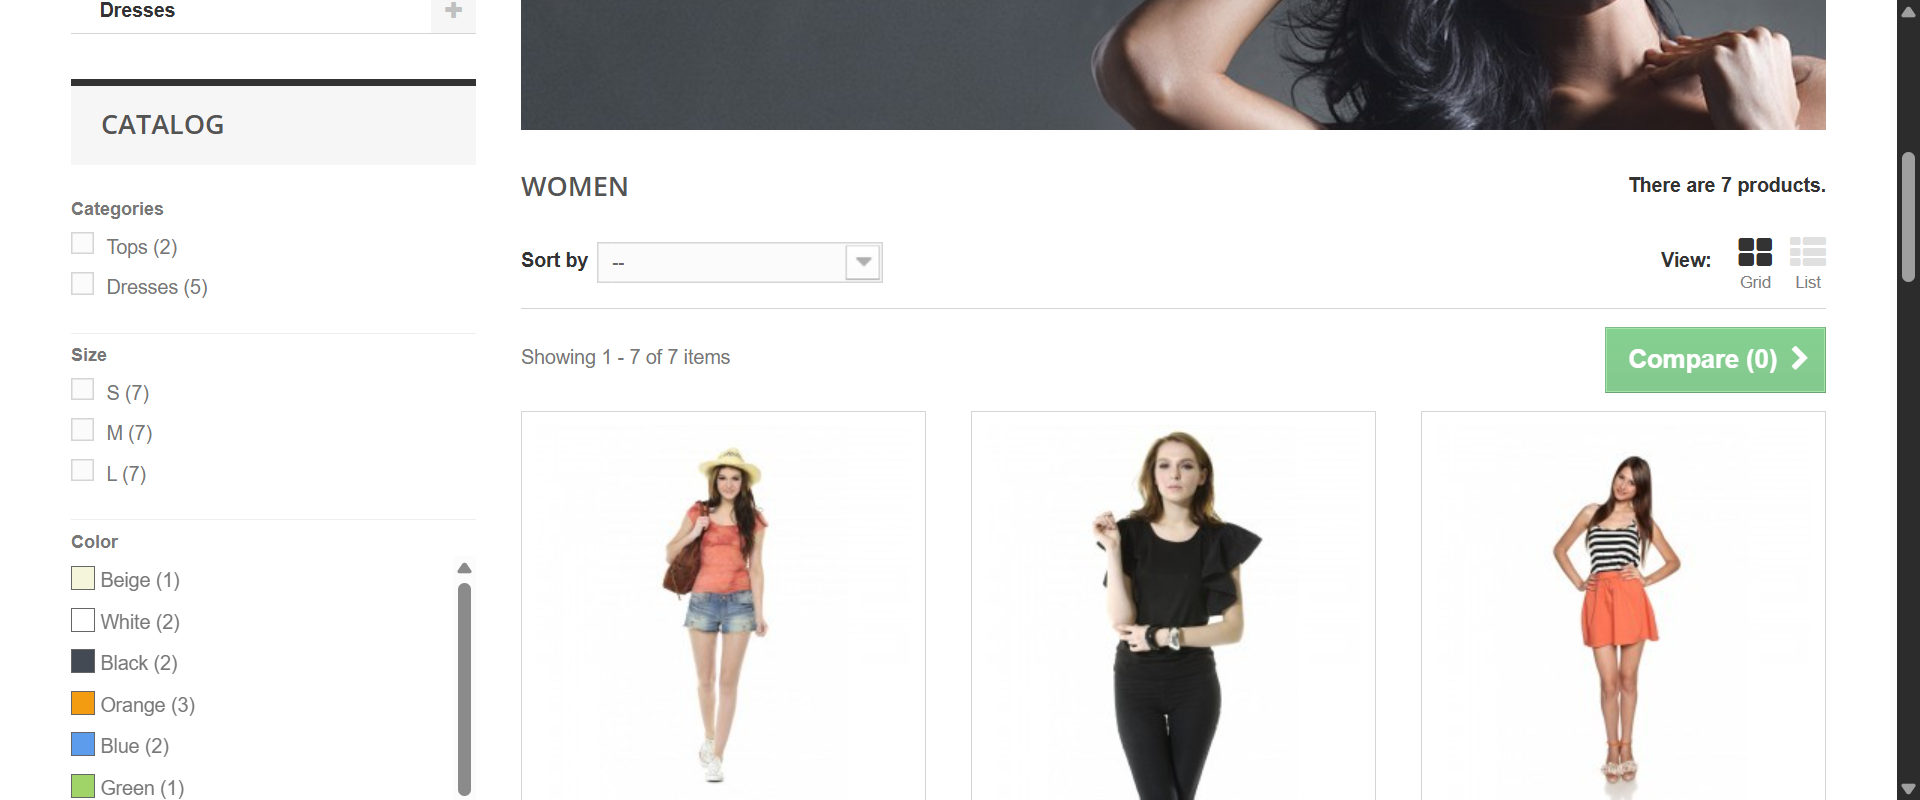 Dresses
CATALOG
Categories
Tops (2)
Dresses (5)
Size
S (7)
M (7)
L (7)
Color
Beige (1)
White (2)
Black (2)
Orange (3)
Blue (2)
Green (1)
WOMEN
There are 7 products.
Sort by
--
View:
Grid
List
Showing 1 - 7 of 7 items
Compare (0)